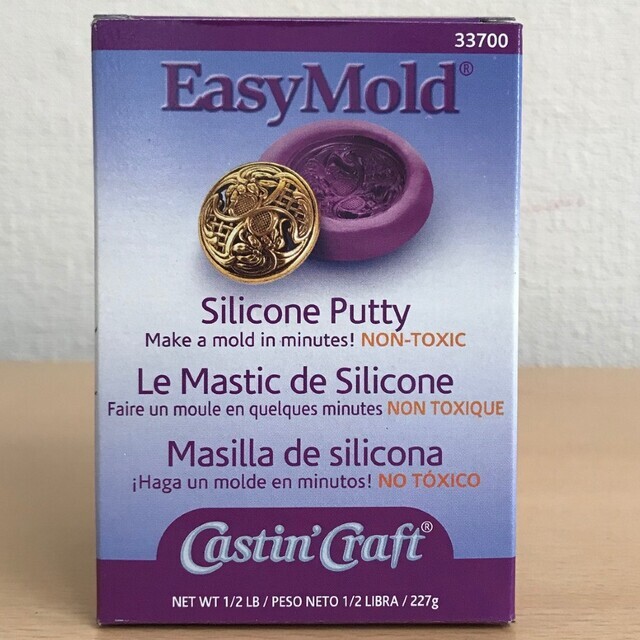 33700
EasyMold®
Silicone Putty
Make a mold in minutes! NON-TOXIC
Le Mastic de Silicone
Faire un moule en quelques minutes NON TOXIQUE
Masilla de silicona
¡Haga un molde en minutos! NO TÓXICO
Castin'Craft®
NET WT 1/2 LB / PESO NETO 1/2 LIBRA / 227g